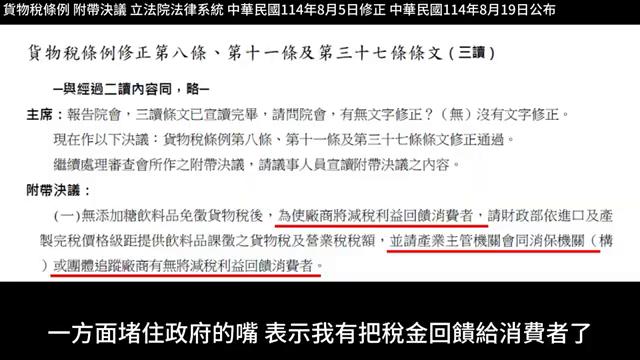 貨物稅條例 附帶決議 立法院法律系統 中華民國114年8月5日修正 中華民國114年8月19日公布
貨物稅條例修正第八條、第十一條及第三十七條條文（三讀）
—與經過二讀內容同，略—
主席：報告院會，三讀條文已宣讀完畢，請問院會，有無文字修正？（無）沒有文字修正。
現在作以下決議：貨物稅條例第八條、第十一條及第三十七條條文修正通過。
繼續處理審查會所作之附帶決議，請議事人員宣讀附帶決議之內容。
附帶決議：
(一)無添加糖飲料品免徵貨物稅後，為使廠商將減稅利益回饋消費者，請財政部依進口及產
製完稅價格級距提供飲料品課徵之貨物稅及營業稅稅額，並請產業主管機關會同消保機關（構
）或團體追蹤廠商有無將減稅利益回饋消費者。
一方面堵住政府的嘴 表示我有把稅金回饋給消費者了